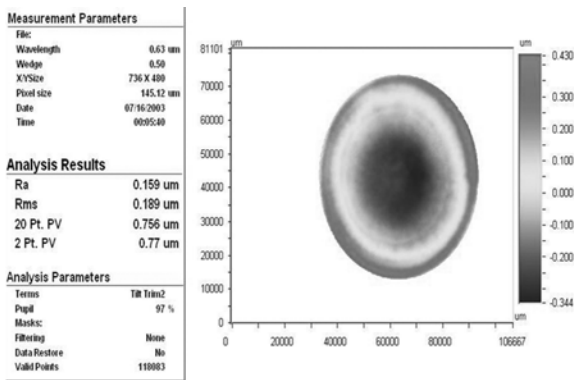 Measurement Parameters
File:
Wavelength 0.63 um
Wedge 0.50
X/YSize 736 X 480
Pixel size 145.12 um
Date 07/16/2003
Time 00:05:40
Analysis Results
Ra 0.159 um
Rms 0.189 um
20 Pt. PV 0.756 um
2 Pt. PV 0.77 um
Analysis Parameters
Terms Tilt Trim2
Pupil 97 %
Masks:
Filtering None
Data Restore No
Valid Points 118083
um
81101
70000
60000
50000
40000
30000
20000
10000
0
0 20000 40000 60000 80000 106667
um
um
0.430
0.300
0.200
0.100
0.000
-0.100
-0.200
-0.344